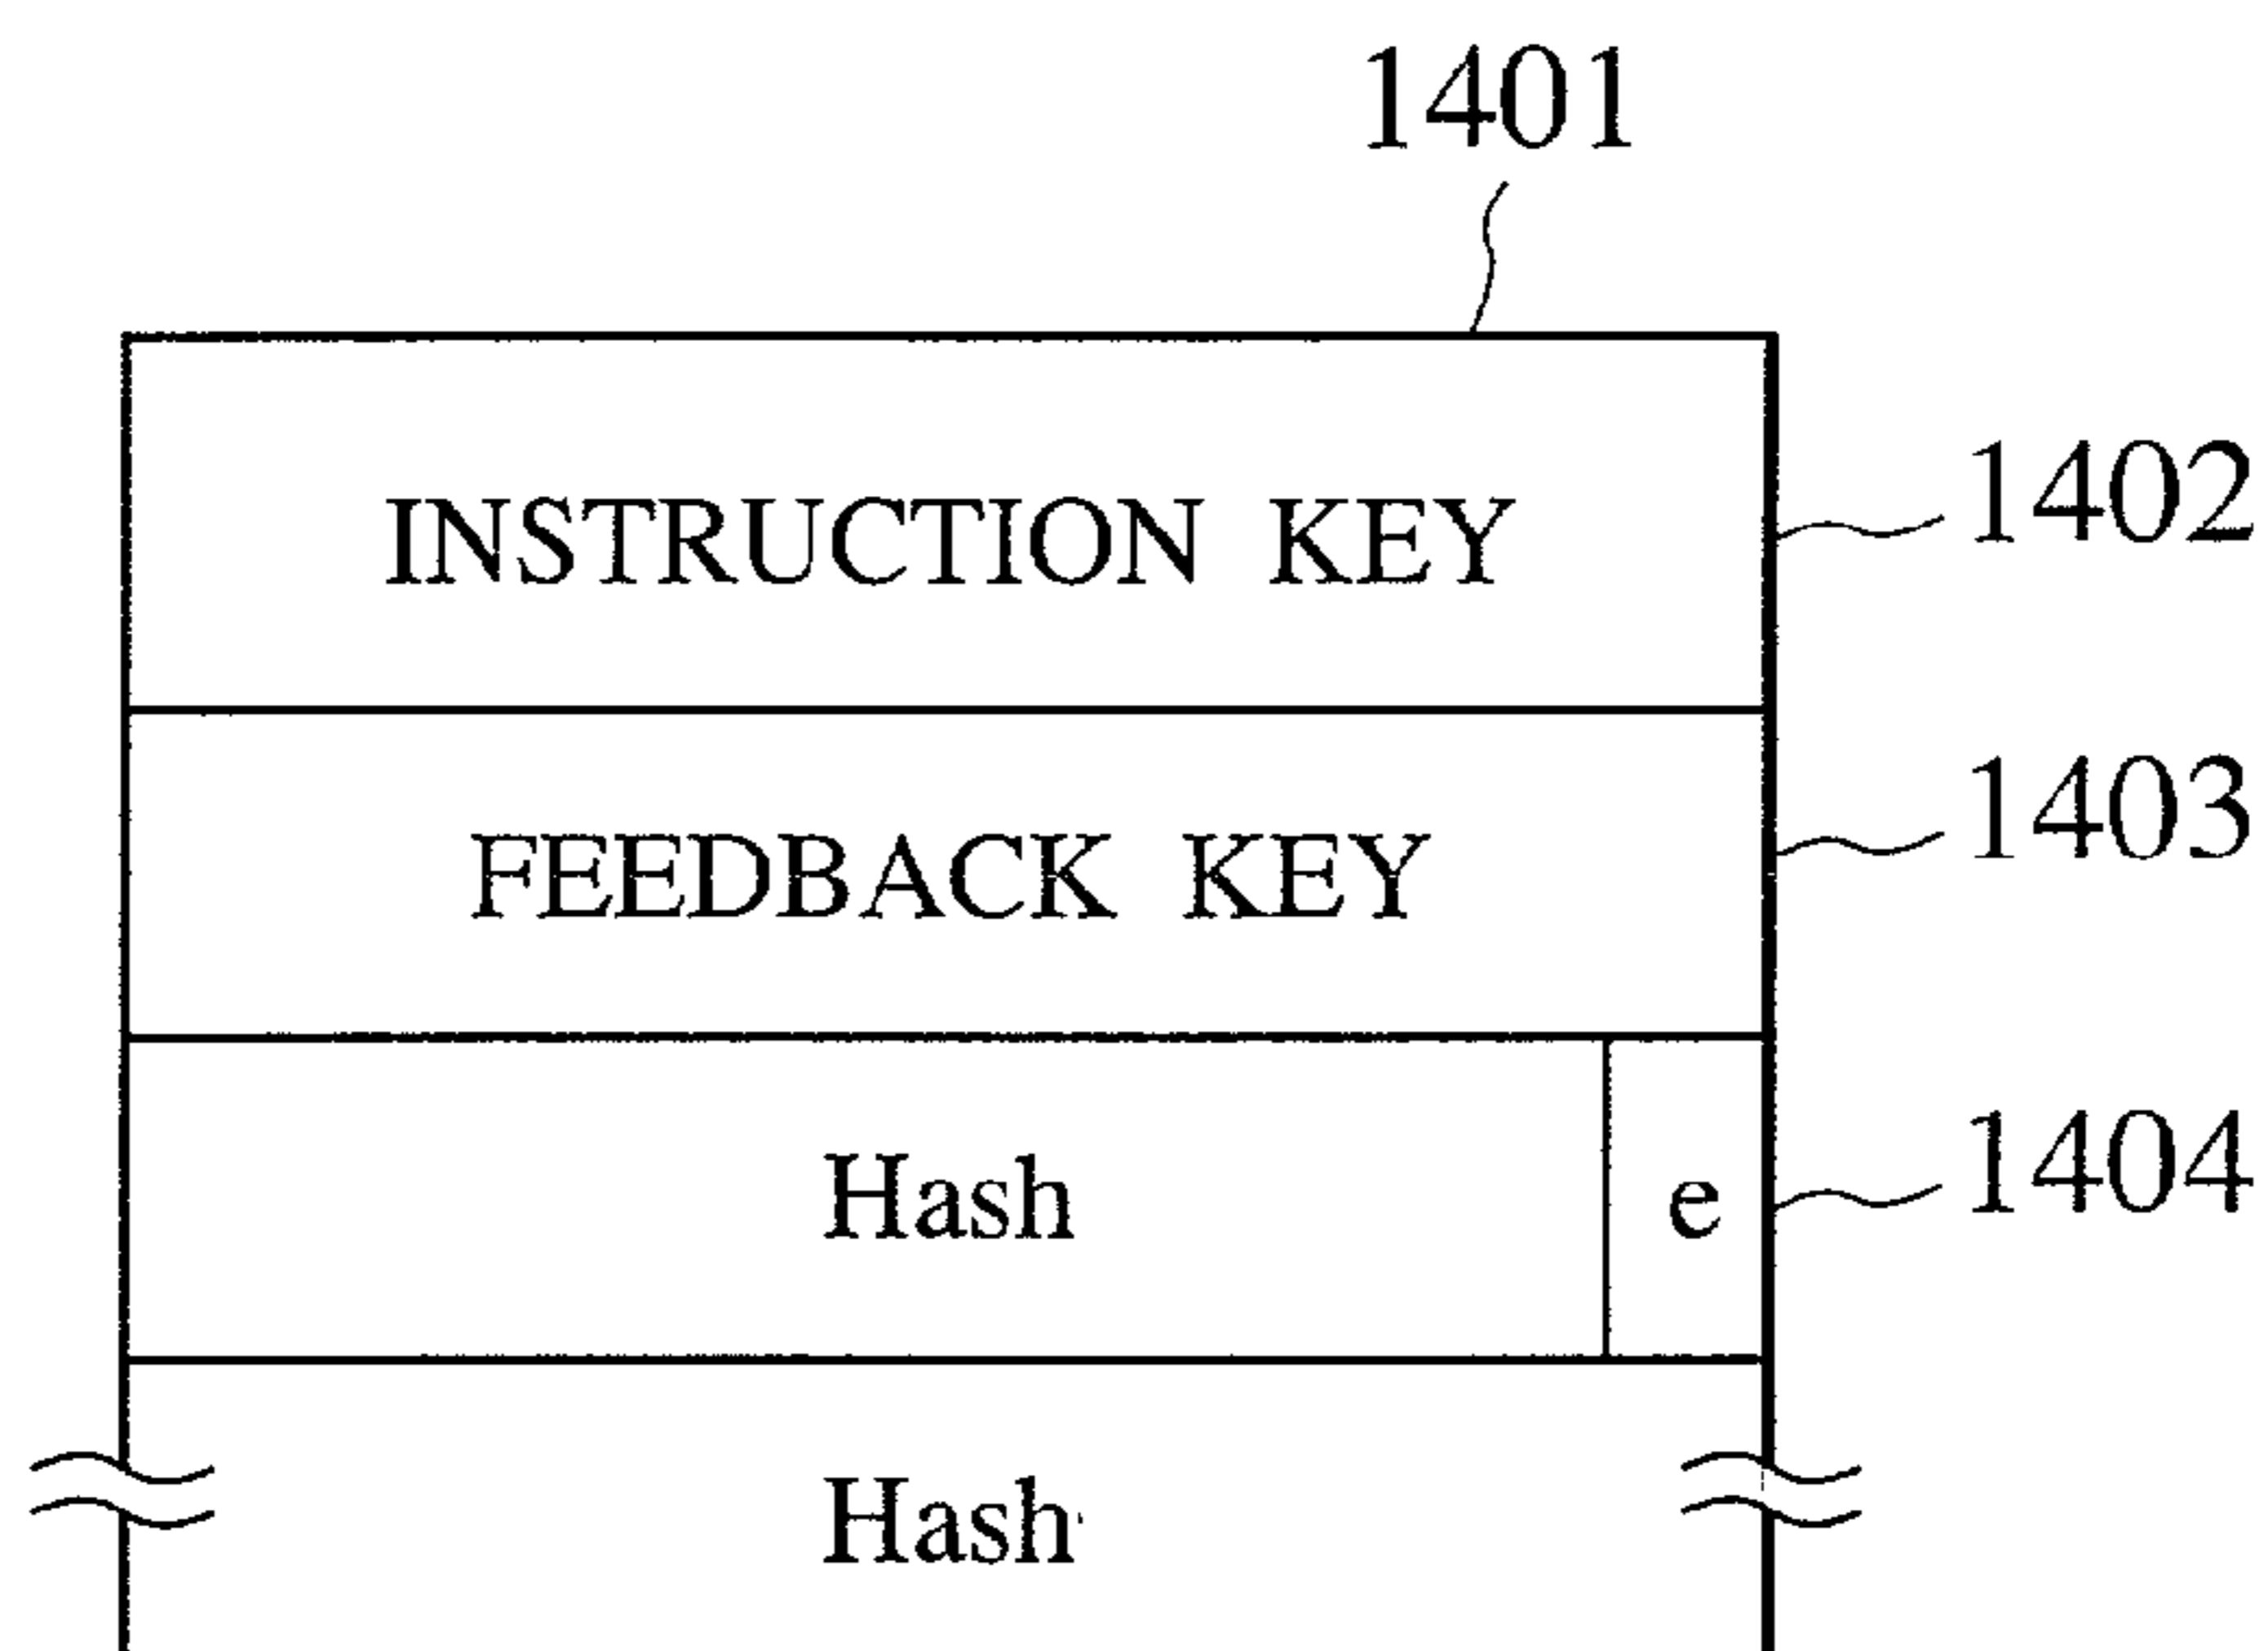 1401
INSTRUCTION KEY 1402
FEEDBACK KEY 1403
Hash e 1404
Hash